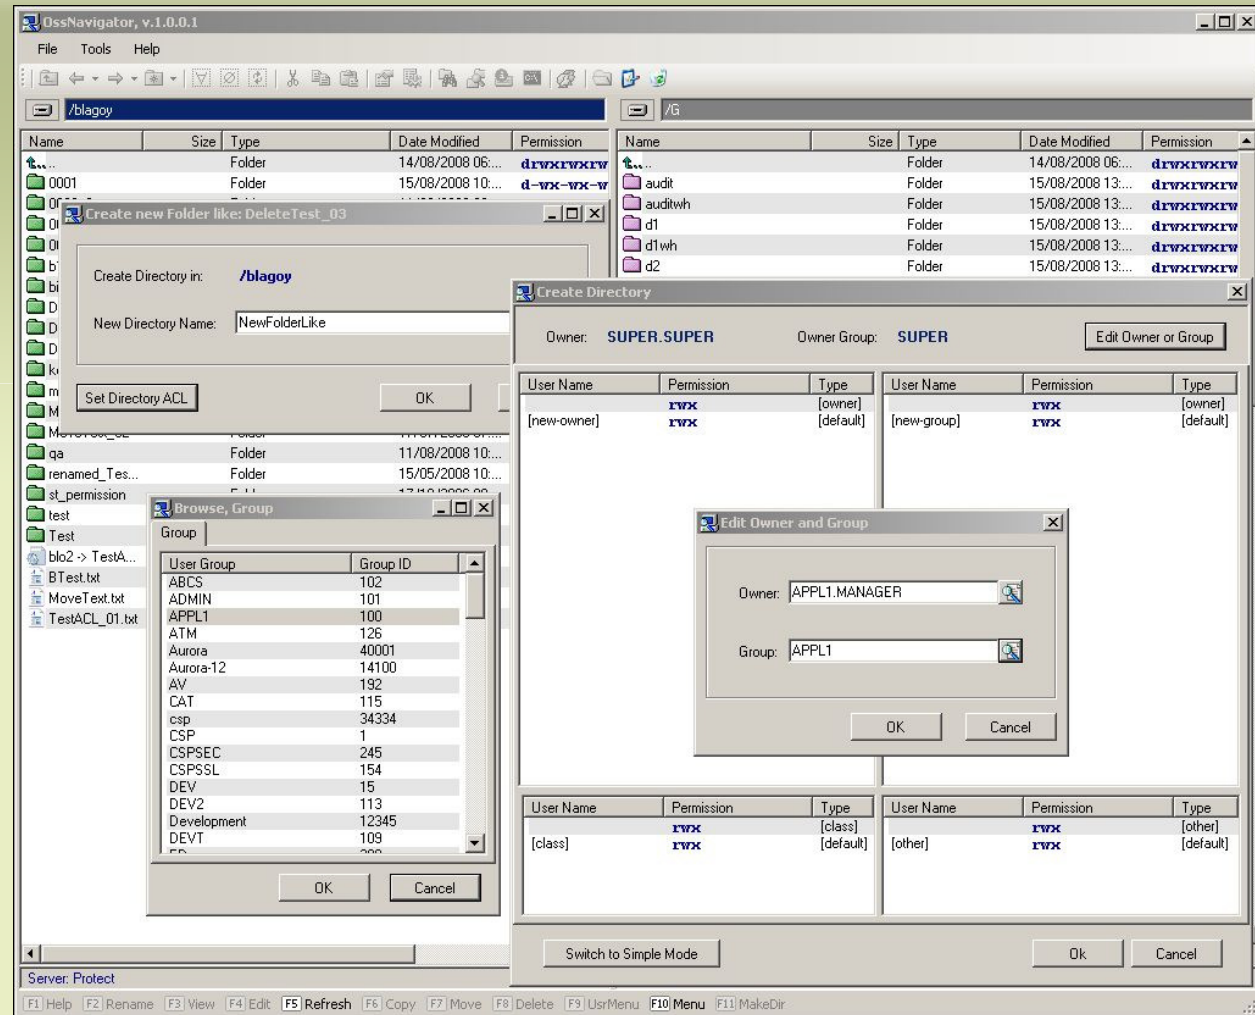 OssNavigator, v.1.0.0.1
File Tools Help
/blagoy
/G
Name Size Type Date Modified Permission
Name Size Type Date Modified Permission
.. Folder 14/08/2008 06:... drwxrwxrw
.. Folder 14/08/2008 06:... drwxrwxrw
0001 Folder 15/08/2008 10:... d-wx-wx-w
audit Folder 15/08/2008 13:... drwxrwxrw
auditwh Folder 15/08/2008 13:... drwxrwxrw
d1 Folder 15/08/2008 13:... drwxrwxrw
d1wh Folder 15/08/2008 13:... drwxrwxrw
d2 Folder 15/08/2008 13:... drwxrwxrw
Create new Folder like: DeleteTest_03
Create Directory in: /blagoy
New Directory Name: NewFolderLike
Set Directory ACL OK
qa Folder 11/08/2008 10:...
renamed_Tes... Folder 15/05/2008 10:...
st_permission
test
Test
blo2 -> TestA...
BTest.txt
MoveText.txt
TestACL_01.txt
Browse, Group
Group
User Group Group ID
ABCS 102
ADMIN 101
APPL1 100
ATM 126
Aurora 40001
Aurora-12 14100
AV 192
CAT 115
csp 34334
CSP 1
CSPSEC 245
CSPSSL 154
DEV 15
DEV2 113
Development 12345
DEVT 109
OK Cancel
Create Directory
Owner: SUPER.SUPER Owner Group: SUPER Edit Owner or Group
User Name Permission Type User Name Permission Type
rwx [owner] rwx [owner]
[new-owner] rwx [default] [new-group] rwx [default]
Edit Owner and Group
Owner: APPL1.MANAGER
Group: APPL1
OK Cancel
User Name Permission Type User Name Permission Type
rwx [class] rwx [other]
[class] rwx [default] [other] rwx [default]
Switch to Simple Mode Ok Cancel
Server: Protect
F1 Help F2 Rename F3 View F4 Edit F5 Refresh F6 Copy F7 Move F8 Delete F9 UsrMenu F10 Menu F11 MakeDir